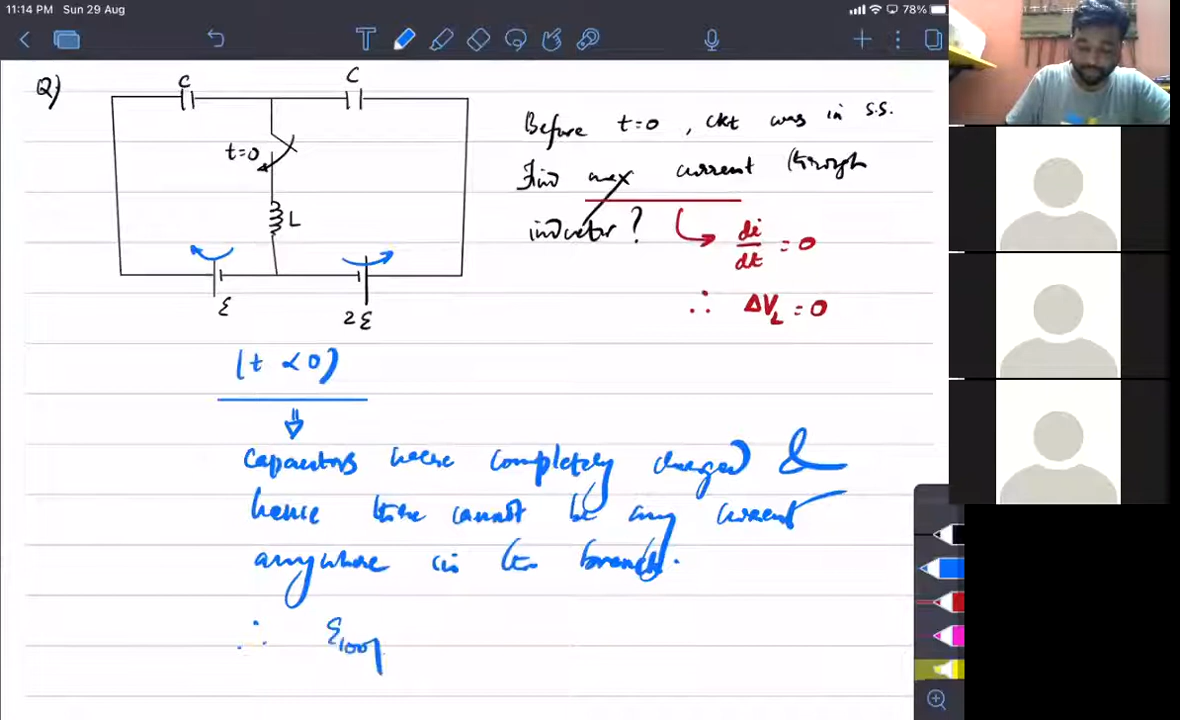 11:14 PM Sun 29 Aug
78%
Q)
C
C
t=0
L
ε
2ε
Before t=0, ckt was in s.s.
Find max current through
inductor?
di/dt = 0
∴ ΔV_L = 0
(t < 0)
⇓
Capacitors were completely charged &
hence there cannot be any current
anywhere in the branch.
∴ ε_loop